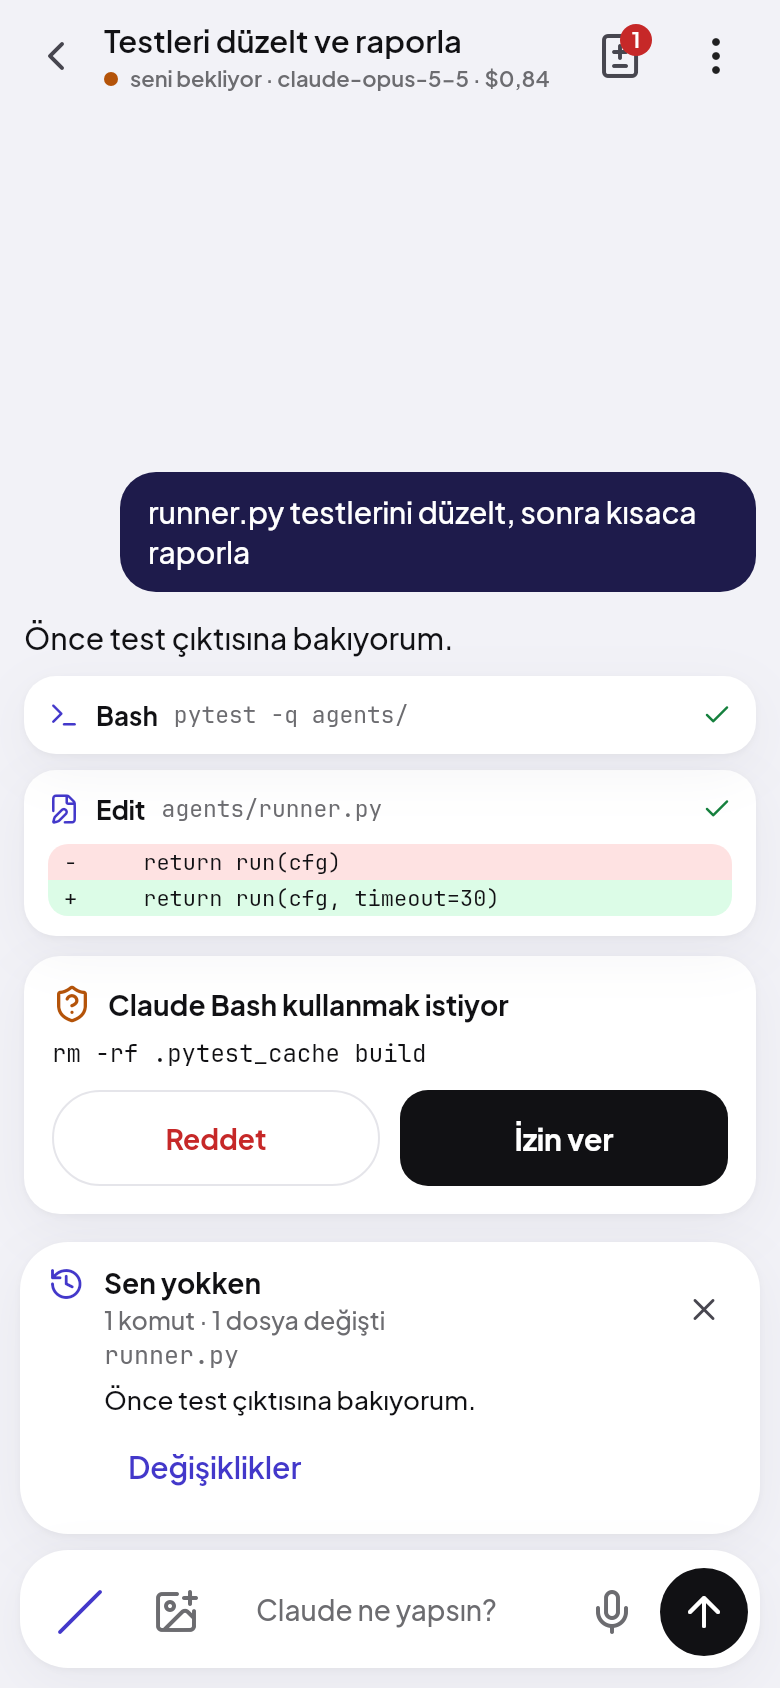 Testleri düzelt ve raporla
seni bekliyor · claude-opus-5-5 · $0,84
1
runner.py testlerini düzelt, sonra kısaca
raporla
Önce test çıktısına bakıyorum.
Bash pytest -q agents/
Edit agents/runner.py
- return run(cfg)
+ return run(cfg, timeout=30)
Claude Bash kullanmak istiyor
rm -rf .pytest_cache build
Reddet
İzin ver
Sen yokken
1 komut · 1 dosya değişti
runner.py
Önce test çıktısına bakıyorum.
Değişiklikler
Claude ne yapsın?